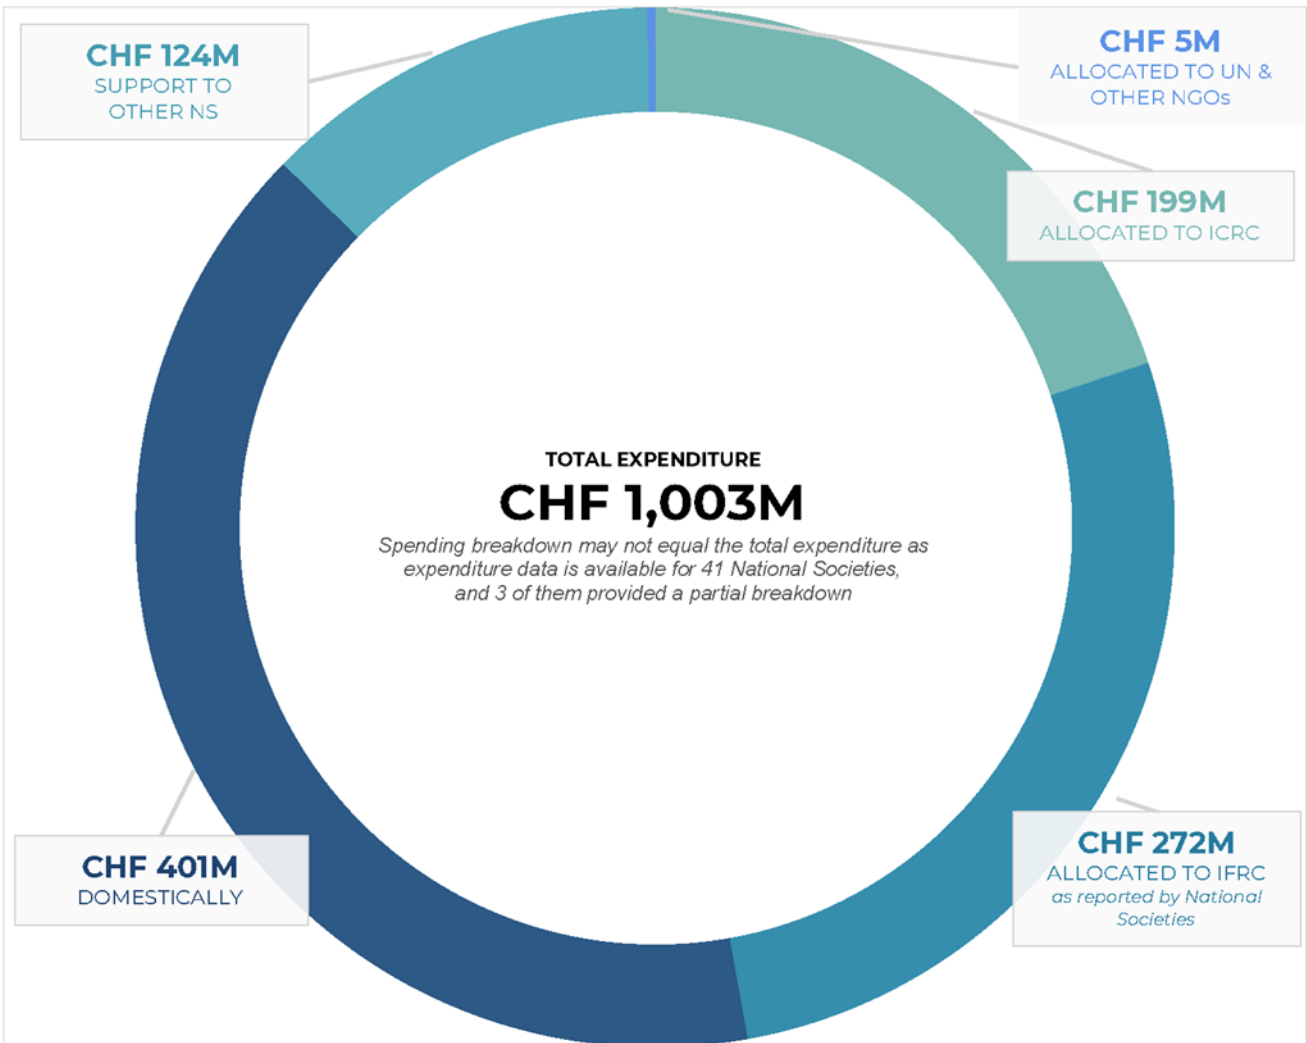 CHF 124M
SUPPORT TO
OTHER NS
CHF 5M
ALLOCATED TO UN &
OTHER NGOs
CHF 199M
ALLOCATED TO ICRC
TOTAL EXPENDITURE
CHF 1,003M
Spending breakdown may not equal the total expenditure as
expenditure data is available for 41 National Societies,
and 3 of them provided a partial breakdown
CHF 401M
DOMESTICALLY
CHF 272M
ALLOCATED TO IFRC
as reported by National
Societies